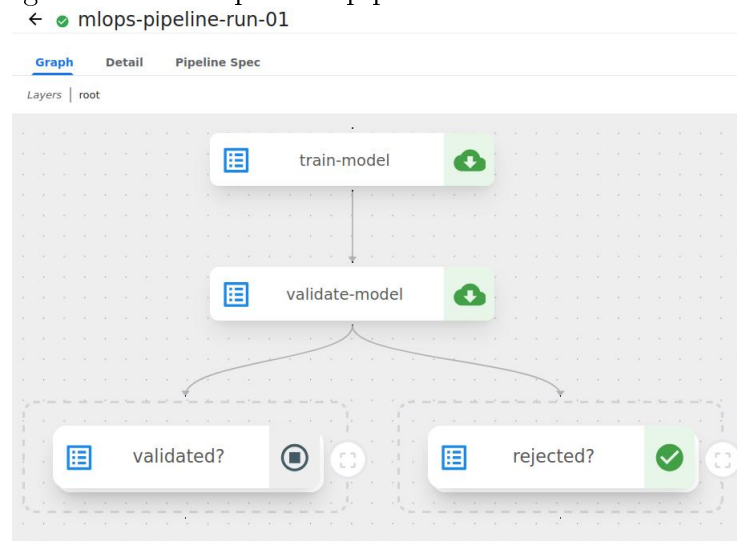 ← mlops-pipeline-run-01
Graph Detail Pipeline Spec
Layers | root
train-model
validate-model
validated? rejected?